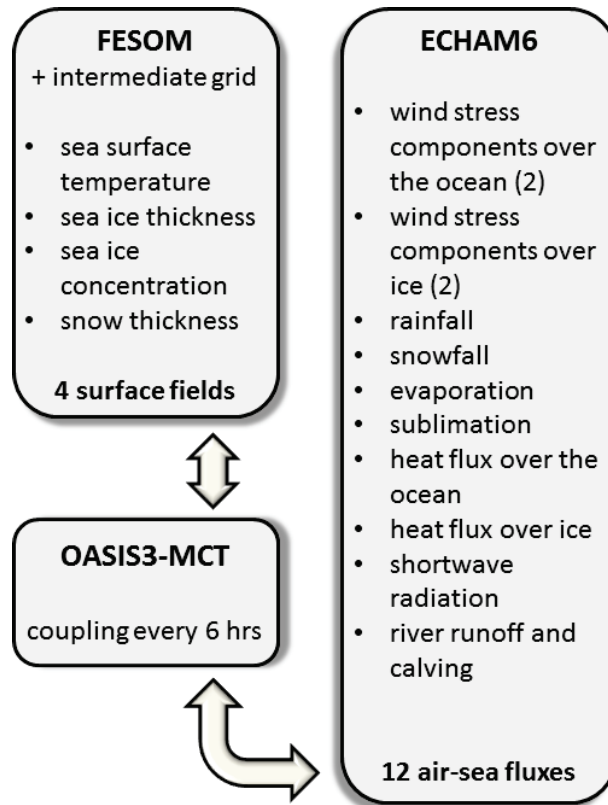 FESOM
+ intermediate grid
• sea surface
temperature
• sea ice thickness
• sea ice
concentration
• snow thickness
4 surface fields
OASIS3-MCT
coupling every 6 hrs
ECHAM6
• wind stress
components over
the ocean (2)
• wind stress
components over
ice (2)
• rainfall
• snowfall
• evaporation
• sublimation
• heat flux over the
ocean
• heat flux over ice
• shortwave
radiation
• river runoff and
calving
12 air-sea fluxes